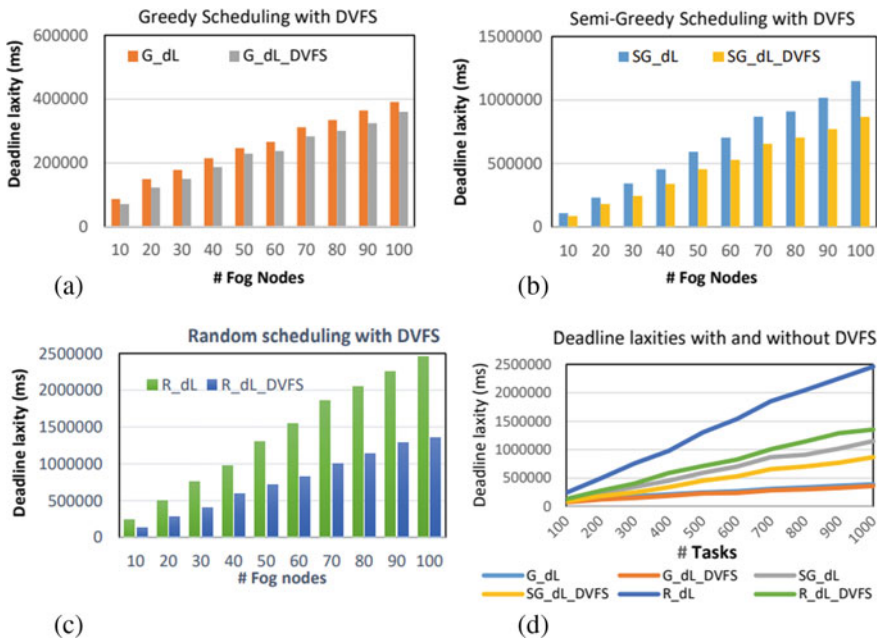 Greedy Scheduling with DVFS
600000
400000
200000
0
Deadline laxity (ms)
G_dL G_dL_DVFS
10 20 30 40 50 60 70 80 90 100
# Fog Nodes
(a)
Semi-Greedy Scheduling with DVFS
1500000
1000000
500000
0
Deadline laxity (ms)
SG_dL SG_dL_DVFS
10 20 30 40 50 60 70 80 90 100
# Fog Nodes
(b)
Random scheduling with DVFS
2500000
2000000
1500000
1000000
500000
0
Deadline laxity (ms)
R_dL R_dL_DVFS
10 20 30 40 50 60 70 80 90 100
# Fog nodes
(c)
Deadline laxities with and without DVFS
2500000
1500000
1500000
1000000
500000
0
Deadline laxity (ms)
100 200 300 400 500 600 700 800 900 1000
# Tasks
G_dL G_dL_DVFS SG_dL
SG_dL_DVFS R_dL R_dL_DVFS
(d)